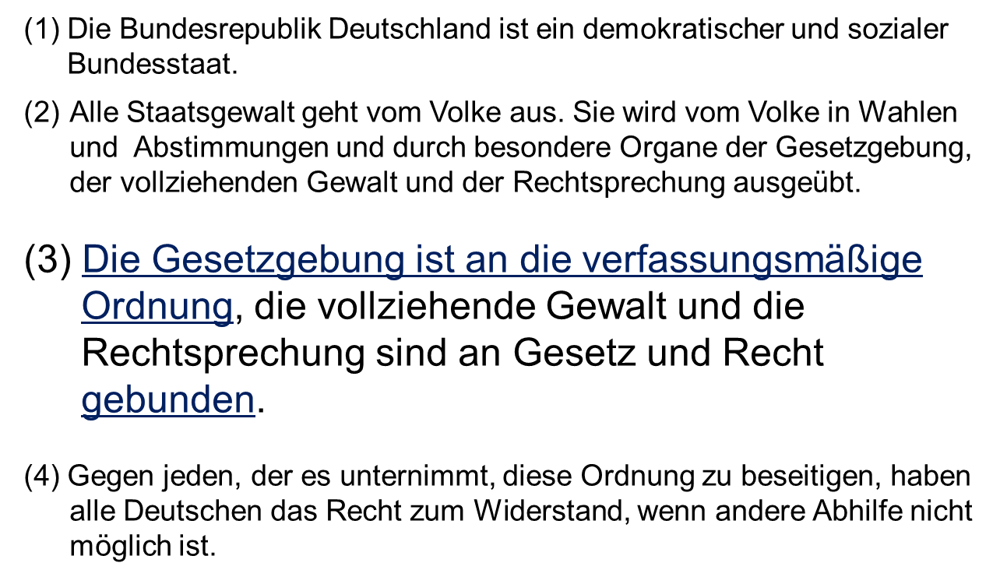 (1) Die Bundesrepublik Deutschland ist ein demokratischer und sozialer
Bundesstaat.
(2) Alle Staatsgewalt geht vom Volke aus. Sie wird vom Volke in Wahlen
und Abstimmungen und durch besondere Organe der Gesetzgebung,
der vollziehenden Gewalt und der Rechtsprechung ausgeübt.
(3) Die Gesetzgebung ist an die verfassungsmäßige
Ordnung, die vollziehende Gewalt und die
Rechtsprechung sind an Gesetz und Recht
gebunden.
(4) Gegen jeden, der es unternimmt, diese Ordnung zu beseitigen, haben
alle Deutschen das Recht zum Widerstand, wenn andere Abhilfe nicht
möglich ist.